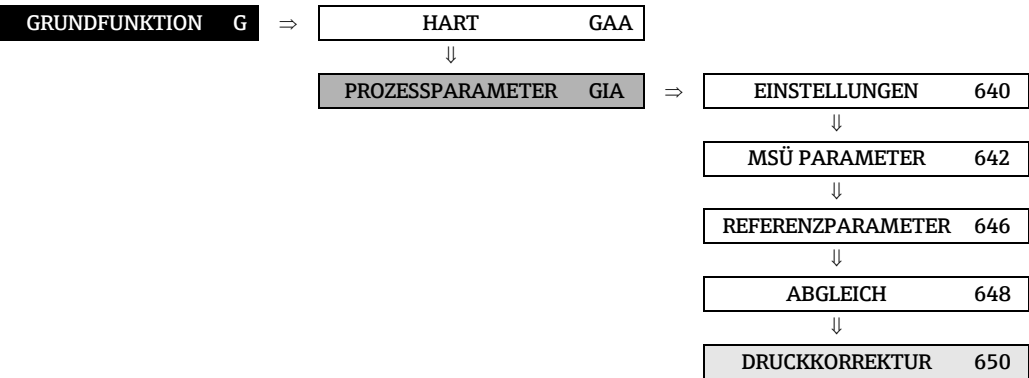 GRUNDFUNKTION G ⇒ HART GAA
⇓
PROZESSPARAMETER GIA ⇒ EINSTELLUNGEN 640
⇓
MSÜ PARAMETER 642
⇓
REFERENZPARAMETER 646
⇓
ABGLEICH 648
⇓
DRUCKKORREKTUR 650